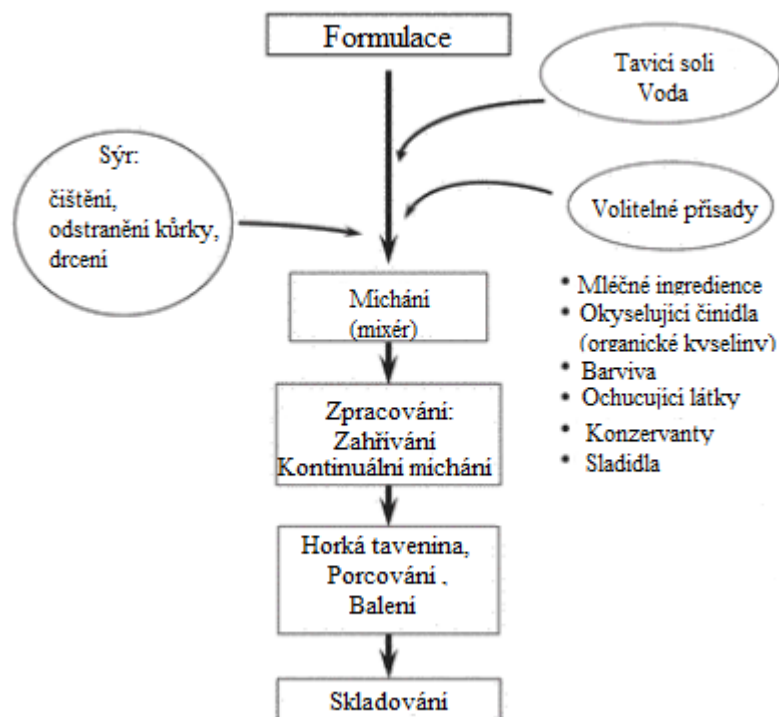 Formulace
Tavicí soli
Voda
Sýr:
čištění,
odstranění kůrky,
drcení
Volitelné přísady
Míchání
(mixér)
Mléčné ingredience
Okyselující činidla
(organické kyseliny)
Barviva
Ochucující látky
Konzervanty
Sladidla
Zpracování:
Zahřívání
Kontinuální míchání
Horká tavenina,
Porcování ,
Balení
Skladování